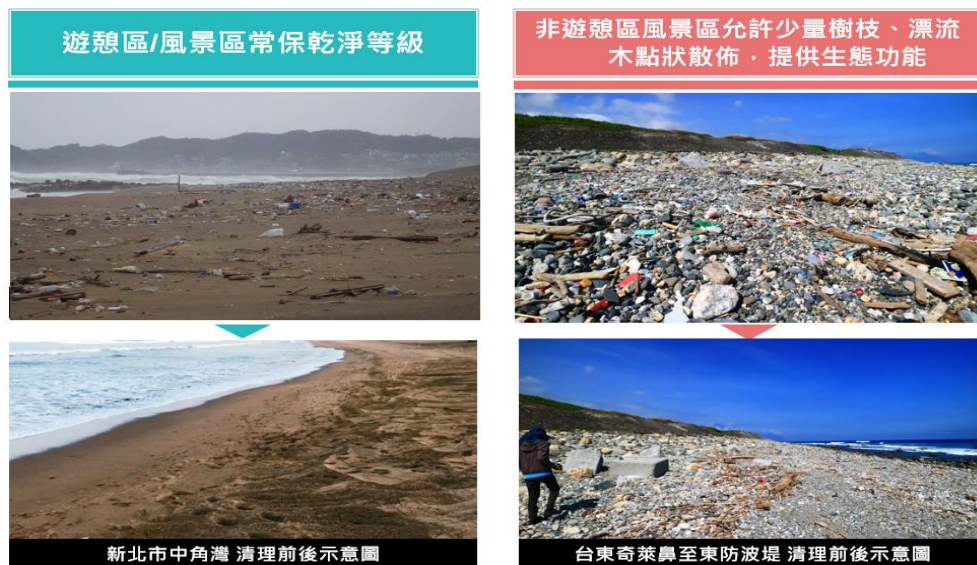 遊憩區/風景區常保乾淨等級
非遊憩區風景區允許少量樹枝、漂流
木點狀散佈，提供生態功能
新北市中角灣 清理前後示意圖
台東奇萊鼻至東防波堤 清理前後示意圖